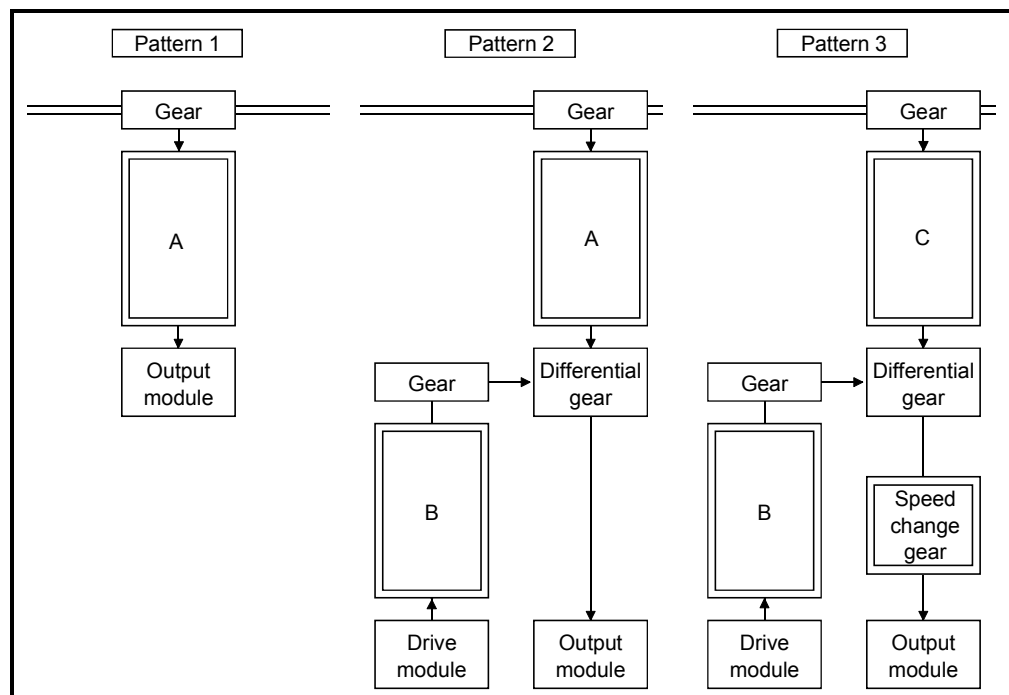 Pattern 1
Pattern 2
Pattern 3
Gear
Gear
Gear
A
A
C
Output
module
Gear
Differential
gear
Gear
Differential
gear
B
B
Speed
change
gear
Drive
module
Output
module
Drive
module
Output
module